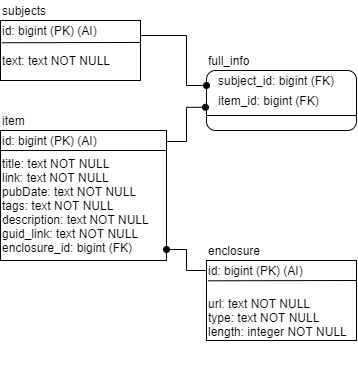 subjects
id: bigint (PK) (AI)
text: text NOT NULL
full_info
subject_id: bigint (FK)
item_id: bigint (FK)
item
id: bigint (PK) (AI)
title: text NOT NULL
link: text NOT NULL
pubDate: text NOT NULL
tags: text NOT NULL
description: text NOT NULL
guid_link: text NOT NULL
enclosure_id: bigint (FK)
enclosure
id: bigint (PK) (AI)
url: text NOT NULL
type: text NOT NULL
length: integer NOT NULL